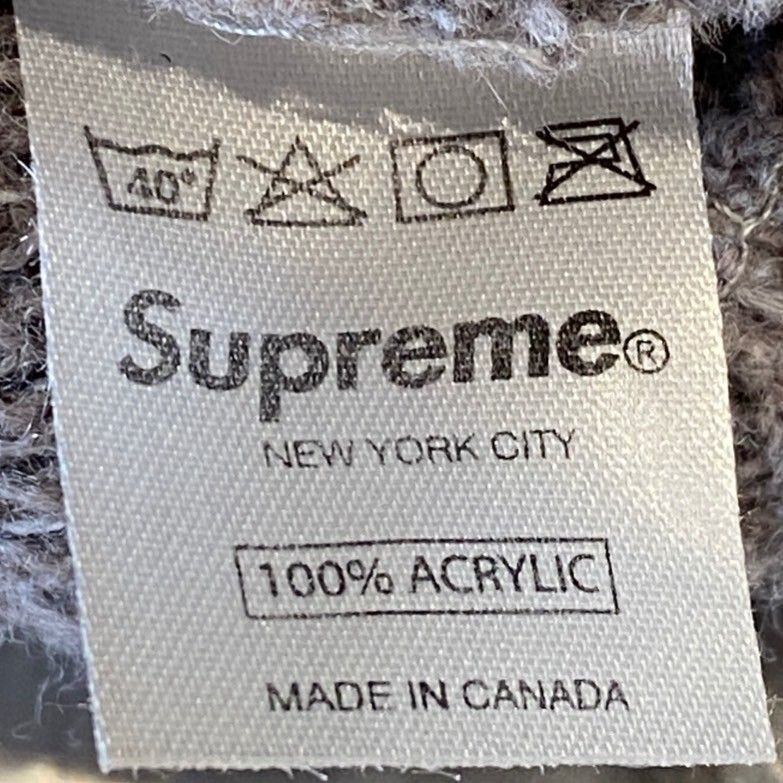 40°
Supreme®
NEW YORK CITY
100% ACRYLIC
MADE IN CANADA